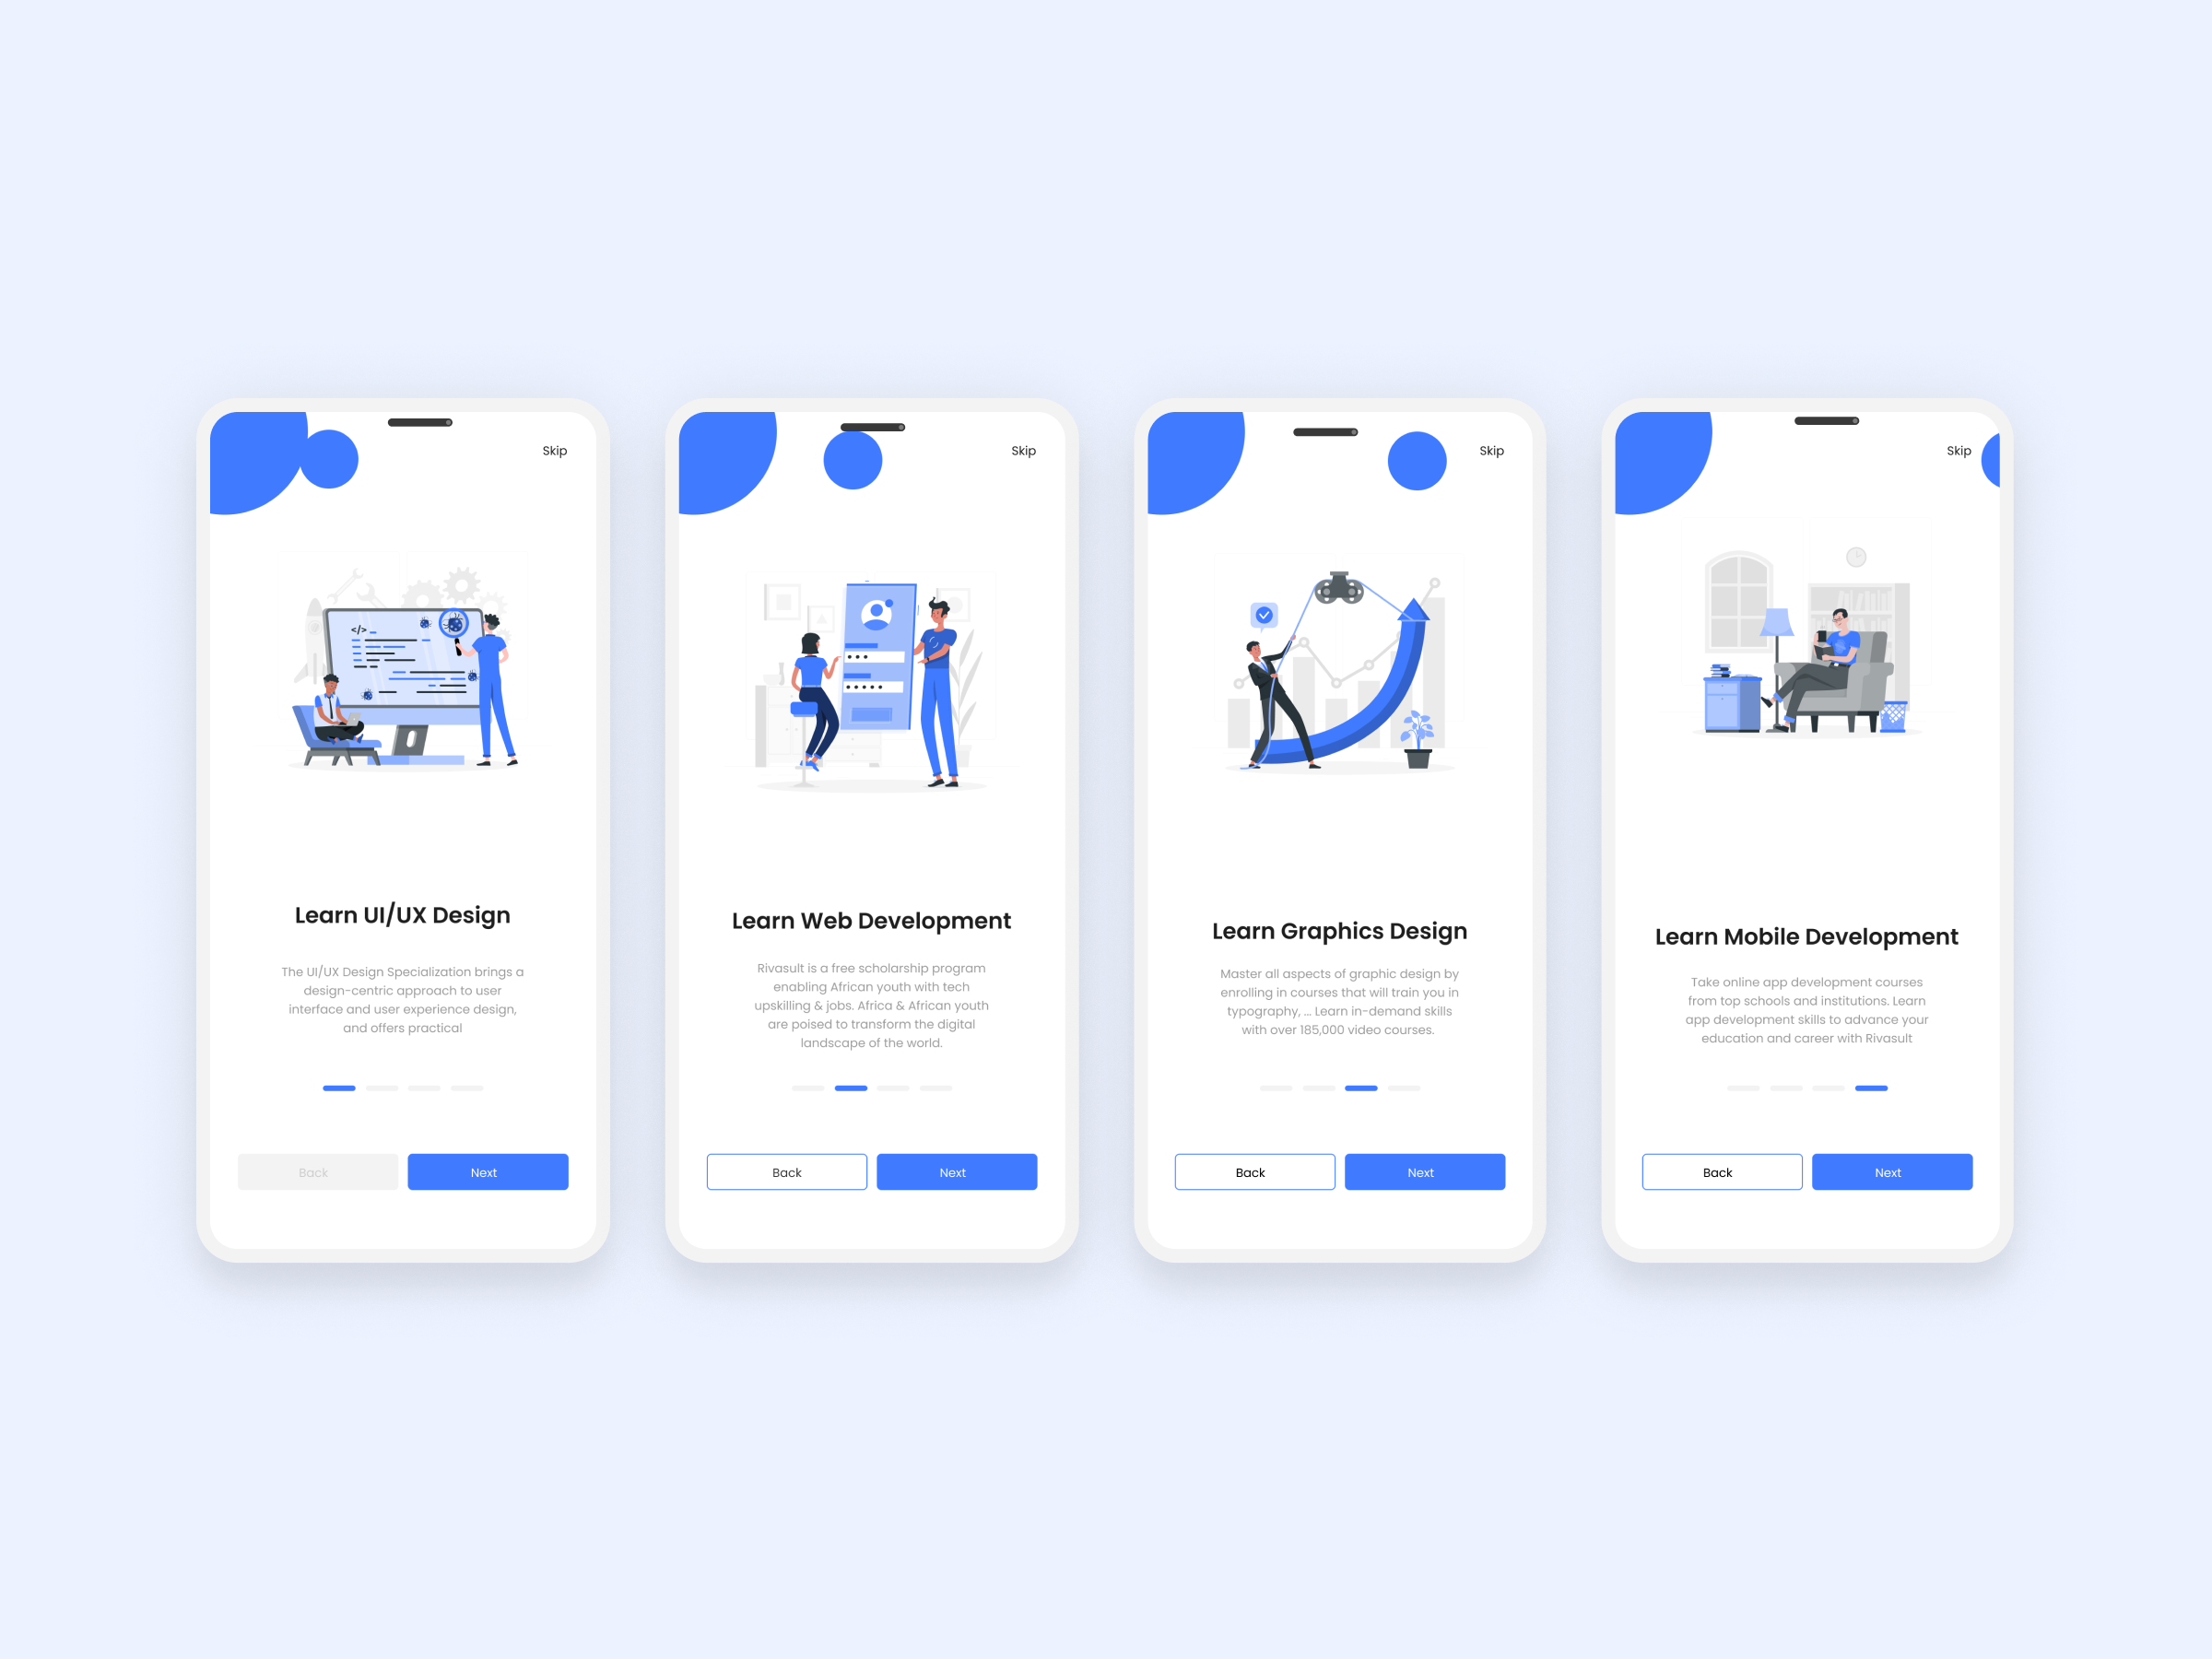 Skip
</>
Learn UI/UX Design
The UI/UX Design Specialization brings a
design-centric approach to user
interface and user experience design,
and offers practical
Back
Next
Skip
Learn Web Development
Rivasult is a free scholarship program
enabling African youth with tech
upskilling & jobs. Africa & African youth
are poised to transform the digital
landscape of the world.
Back
Next
Skip
Learn Graphics Design
Master all aspects of graphic design by
enrolling in courses that will train you in
typography, ... Learn in-demand skills
with over 185,000 video courses.
Back
Next
Skip
Learn Mobile Development
Take online app development courses
from top schools and institutions. Learn
app development skills to advance your
education and career with Rivasult
Back
Next